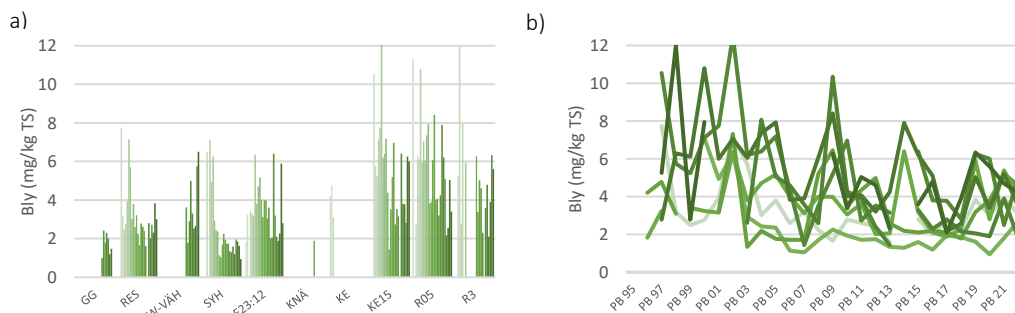 a)
Bly (mg/kg TS)
12
10
8
6
4
2
0
GG
RE5
SYH
KNÄ
KE
KE15
R05
R3
b)
Bly (mg/kg TS)
12
10
8
6
4
2
0
PB 95
PB 97
PB 99
PB 01
PB 03
PB 05
PB 07
PB 09
PB 11
PB 13
PB 15
PB 17
PB 19
PB 21